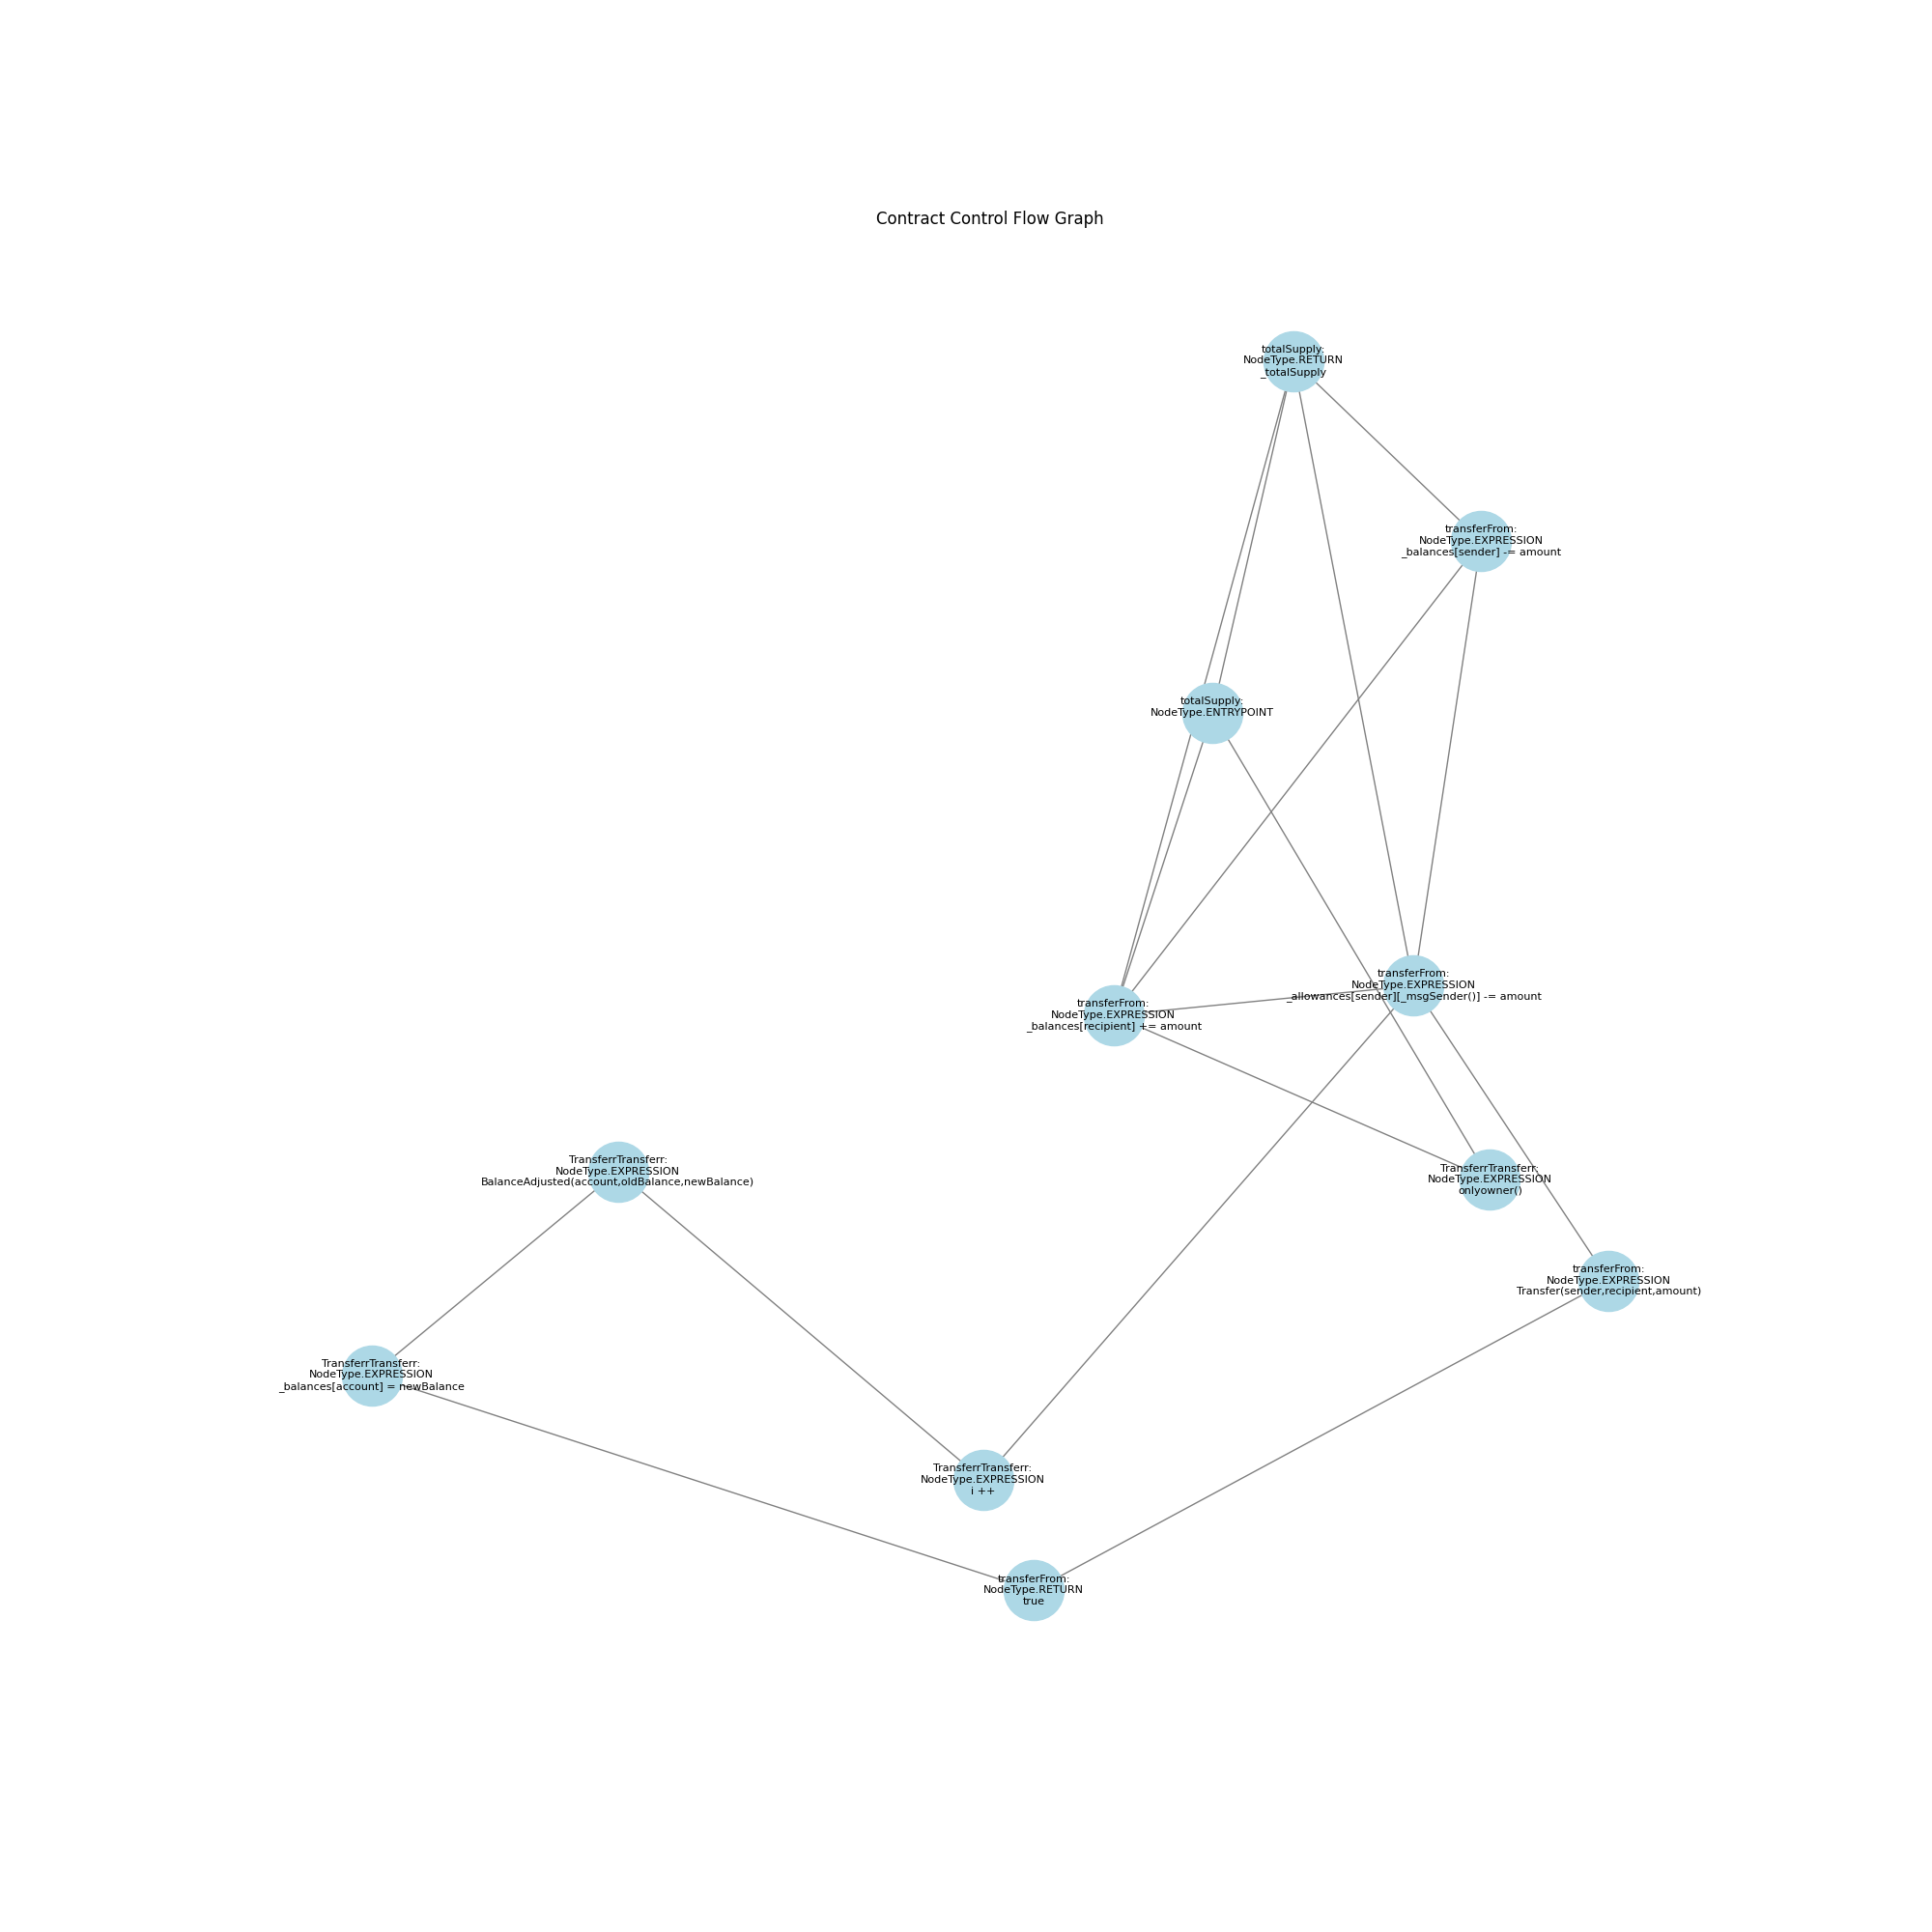 Contract Control Flow Graph
totalSupply:
NodeType.RETURN
_totalSupply
transferFrom:
NodeType.EXPRESSION
_balances[sender] -= amount
totalSupply:
NodeType.ENTRYPOINT
transferFrom:
NodeType.EXPRESSION
_allowances[sender][_msgSender()] -= amount
transferFrom:
NodeType.EXPRESSION
_balances[recipient] += amount
TransferrTransferr:
NodeType.EXPRESSION
BalanceAdjusted(account,oldBalance,newBalance)
TransferrTransferr:
NodeType.EXPRESSION
onlyowner()
transferFrom:
NodeType.EXPRESSION
Transfer(sender,recipient,amount)
TransferrTransferr:
NodeType.EXPRESSION
_balances[account] = newBalance
TransferrTransferr:
NodeType.EXPRESSION
i ++
transferFrom:
NodeType.RETURN
true